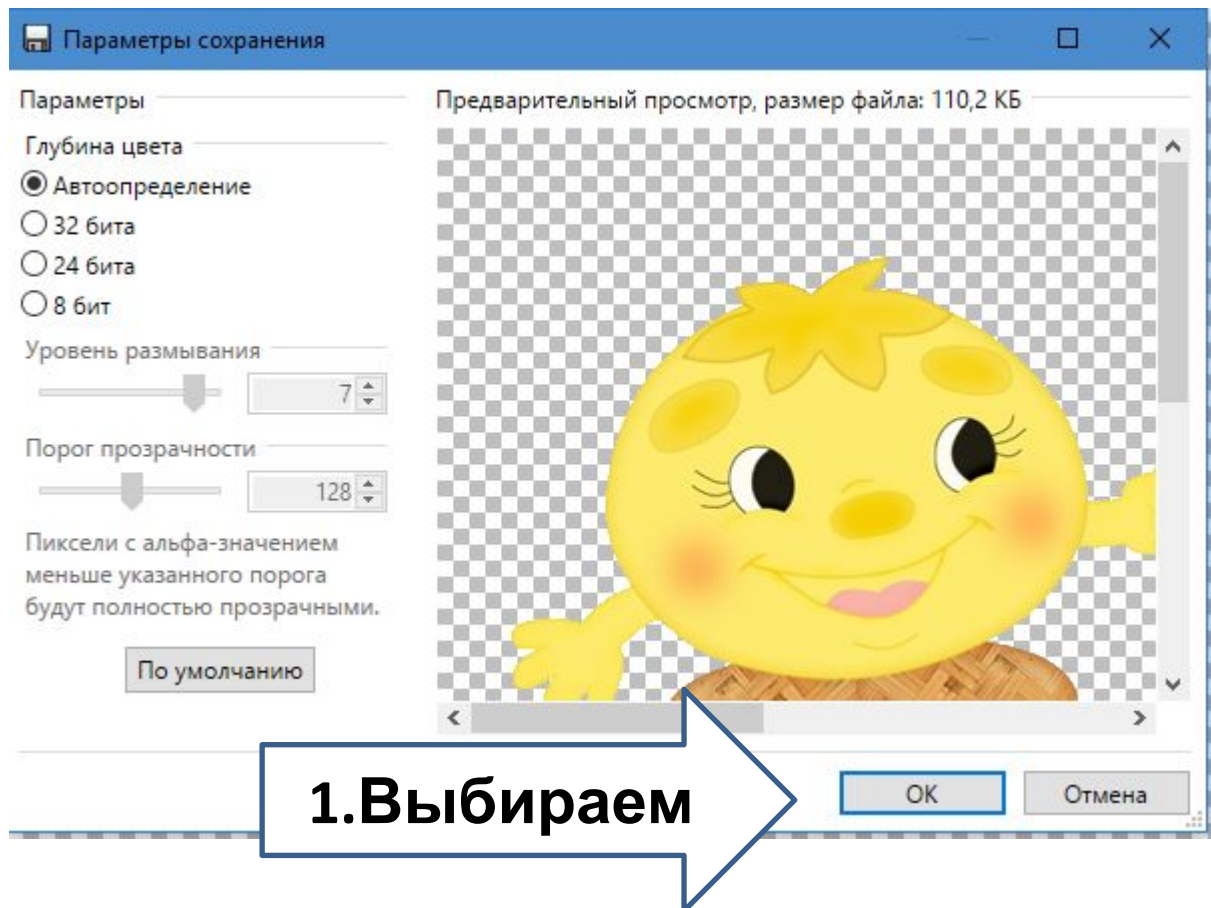 Параметры сохранения
Параметры
Предварительный просмотр, размер файла: 110,2 КБ
Глубина цвета
Автоопределение
32 бита
24 бита
8 бит
Уровень размывания
7
Порог прозрачности
128
Пиксели с альфа-значением
меньше указанного порога
будут полностью прозрачными.
По умолчанию
1.Выбираем
ОК
Отмена